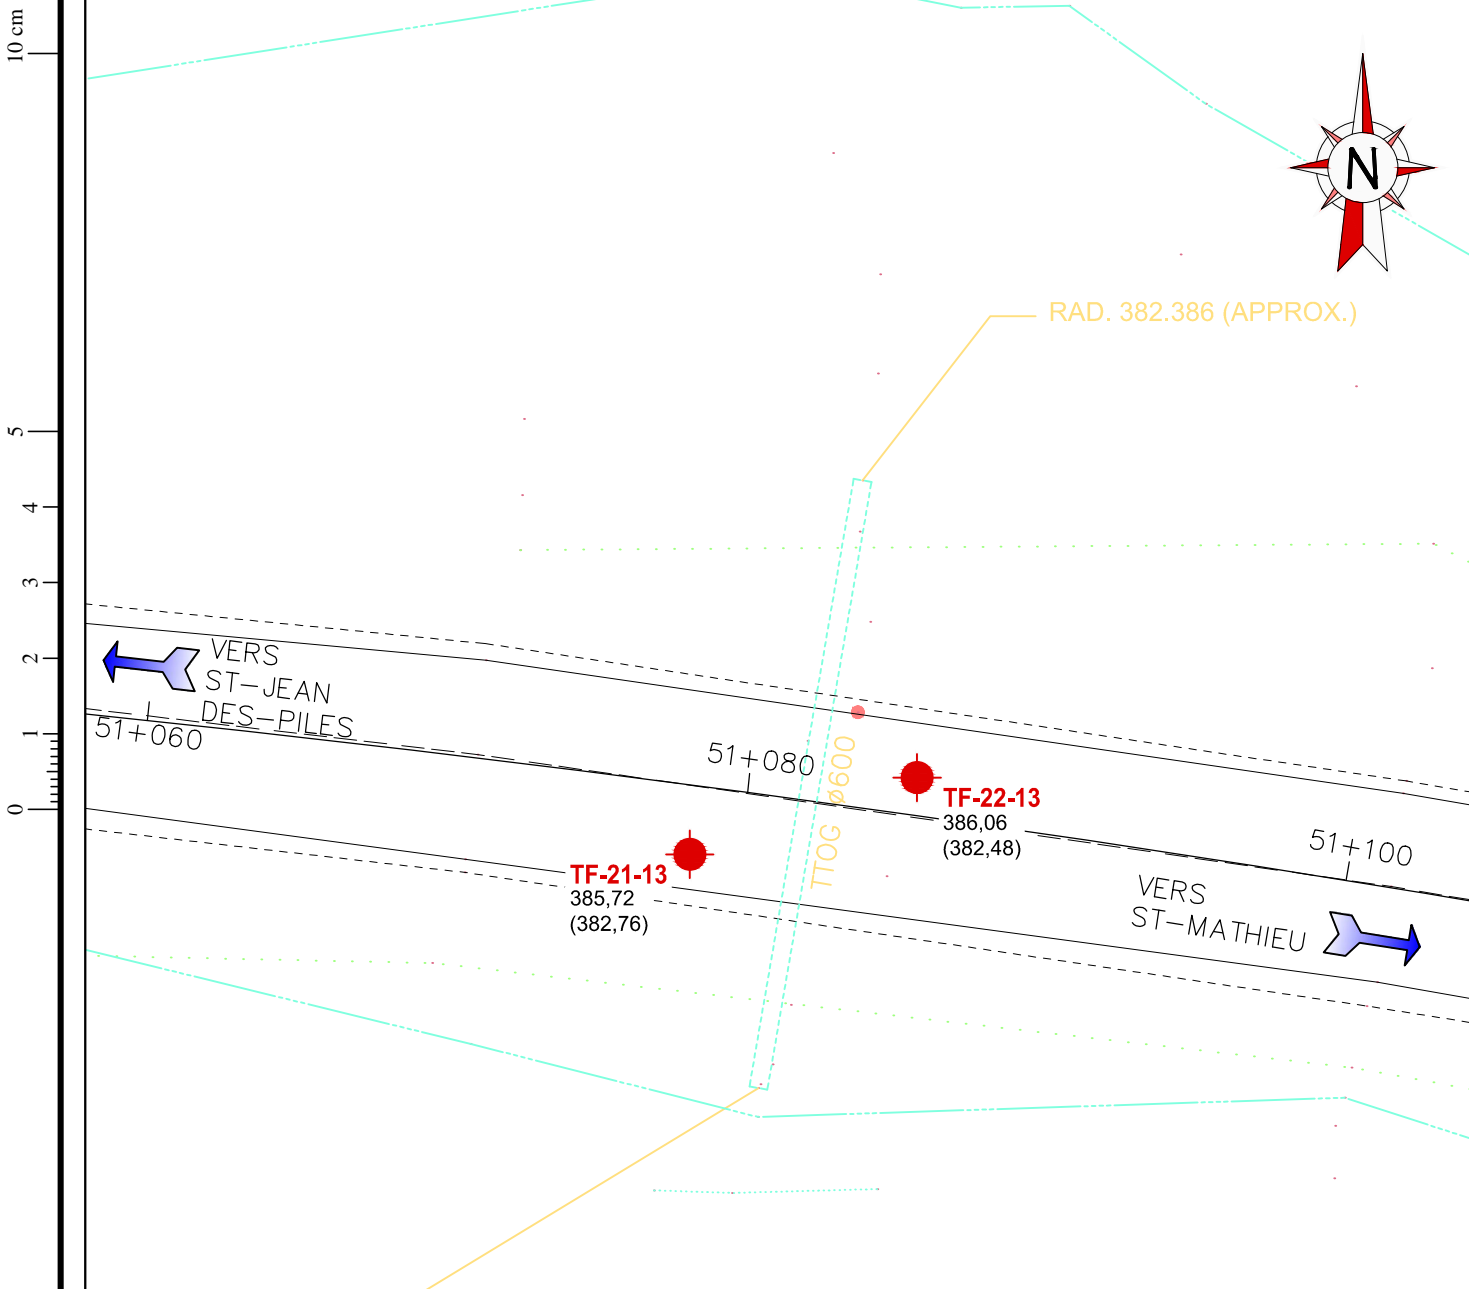 10 cm
N
RAD. 382.386 (APPROX.)
5
4
3
2
1
0
VERS
ST-JEAN
DES-PILES
51+060
51+080
TTOG ø600
TF-22-13
386,06
(382,48)
TF-21-13
385,72
(382,76)
51+100
VERS
ST-MATHIEU